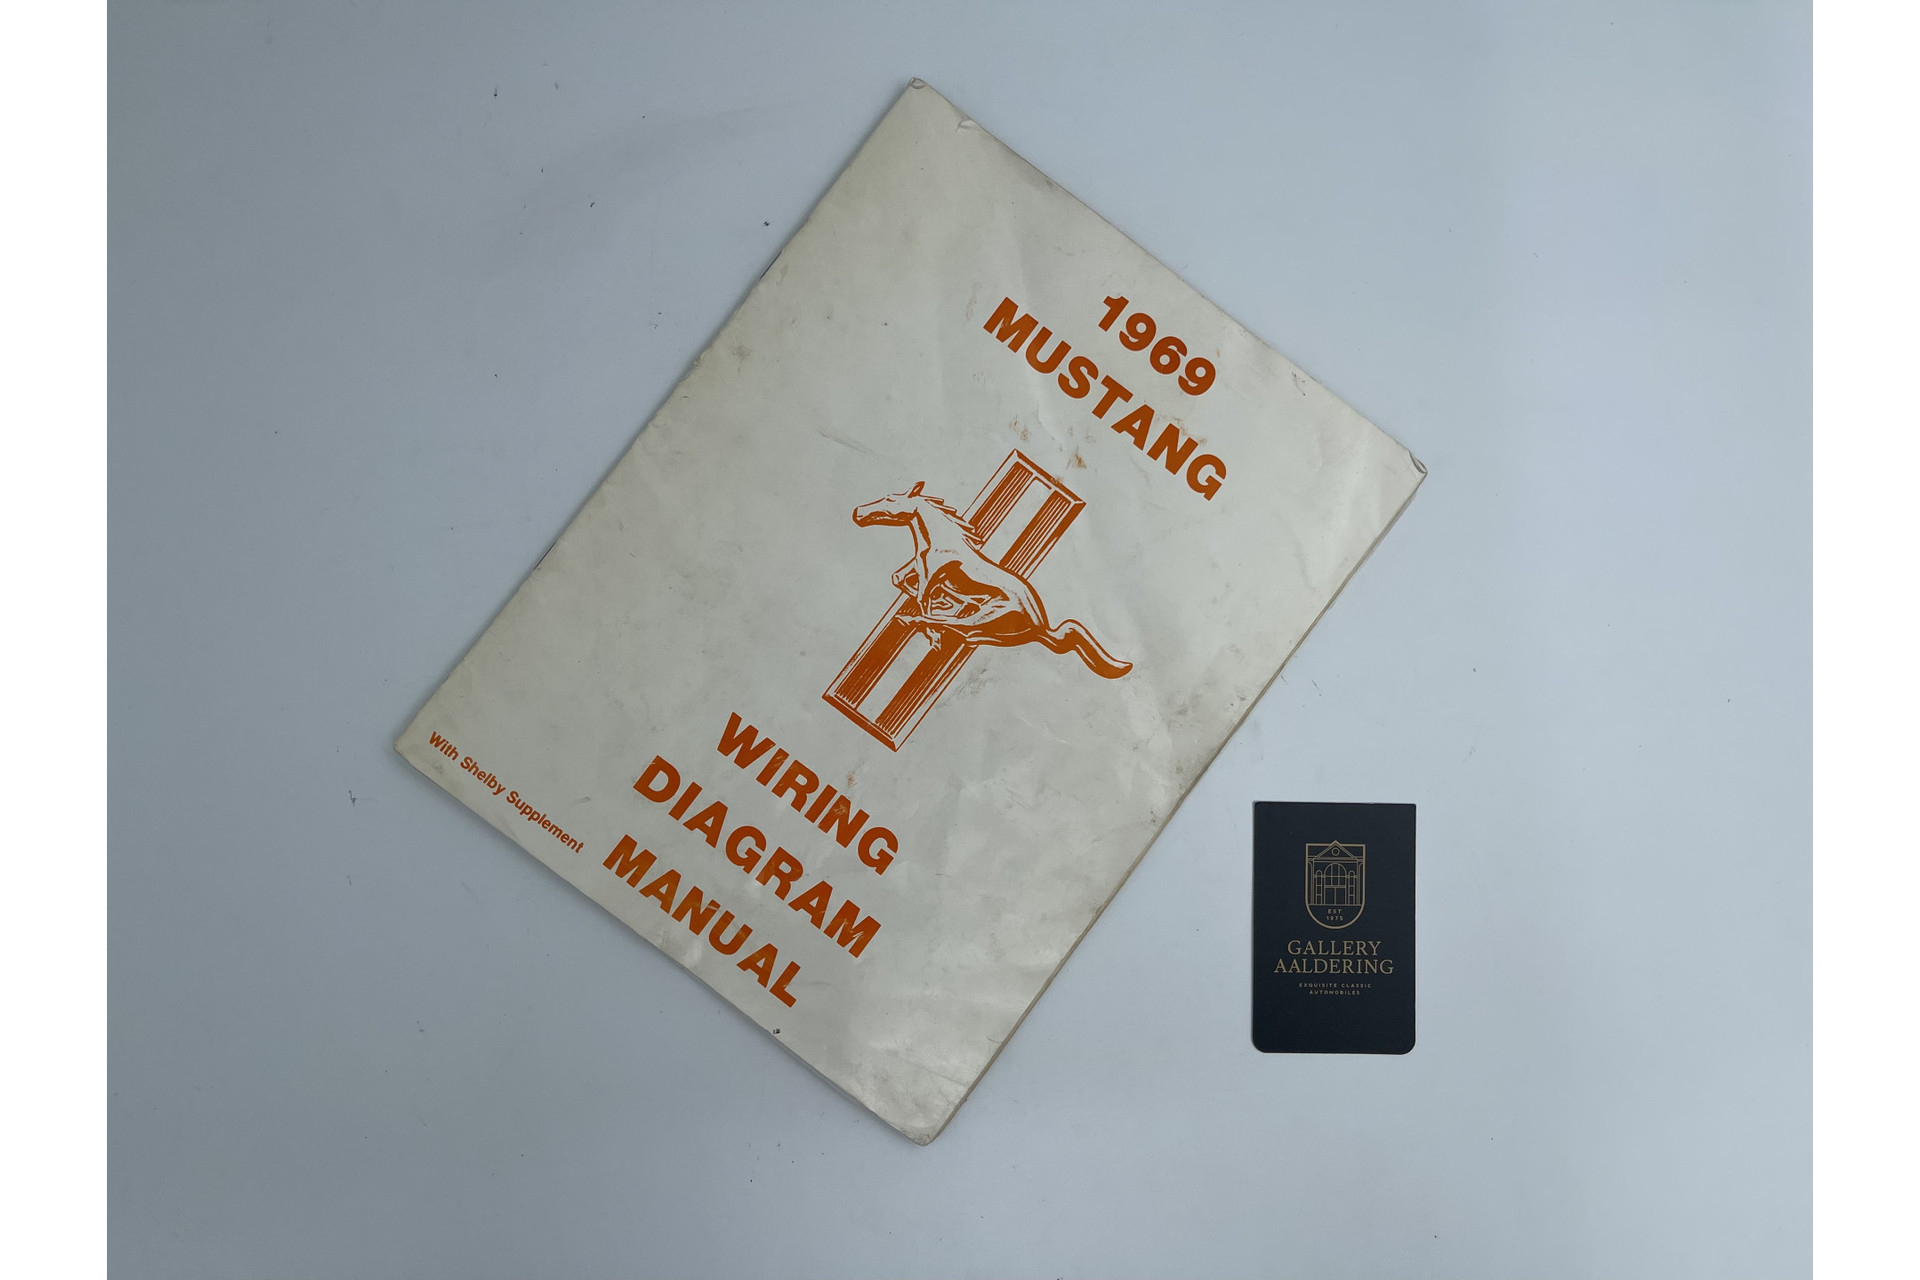 1969
MUSTANG
WIRING
DIAGRAM
MANUAL
With Shelby Supplement
EST
1975
GALLERY
AALDERING
EXQUISITE CLASSIC
AUTOMOBILES